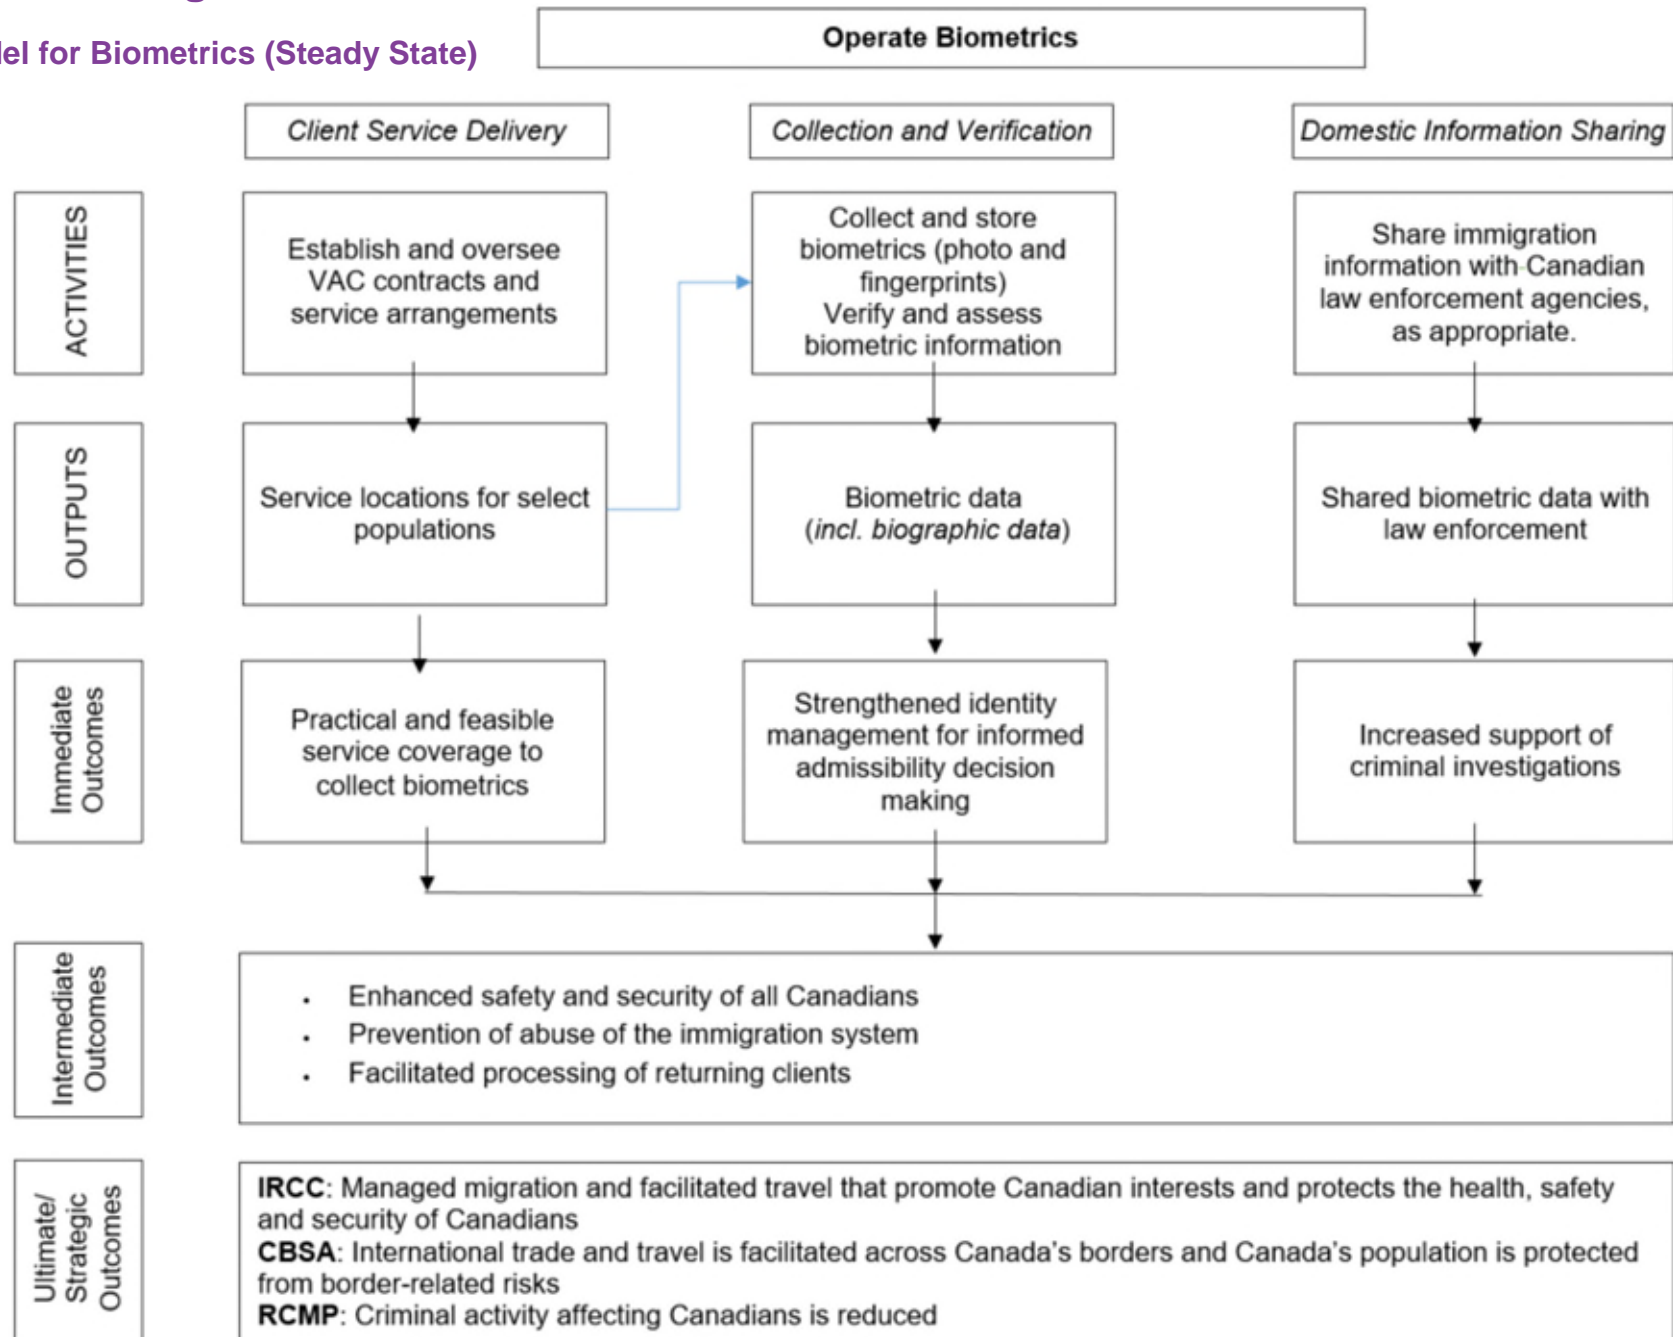 del for Biometrics (Steady State)
Operate Biometrics
Client Service Delivery
Collection and Verification
Domestic Information Sharing
ACTIVITIES
Establish and oversee
VAC contracts and
service arrangements
Collect and store
biometrics (photo and
fingerprints)
Verify and assess
biometric information
Share immigration
information with Canadian
law enforcement agencies,
as appropriate.
OUTPUTS
Service locations for select
populations
Biometric data
(incl. biographic data)
Shared biometric data with
law enforcement
Immediate
Outcomes
Practical and feasible
service coverage to
collect biometrics
Strengthened identity
management for informed
admissibility decision
making
Increased support of
criminal investigations
Intermediate
Outcomes
• Enhanced safety and security of all Canadians
• Prevention of abuse of the immigration system
• Facilitated processing of returning clients
Ultimate/
Strategic
Outcomes
IRCC: Managed migration and facilitated travel that promote Canadian interests and protects the health, safety
and security of Canadians
CBSA: International trade and travel is facilitated across Canada's borders and Canada's population is protected
from border-related risks
RCMP: Criminal activity affecting Canadians is reduced